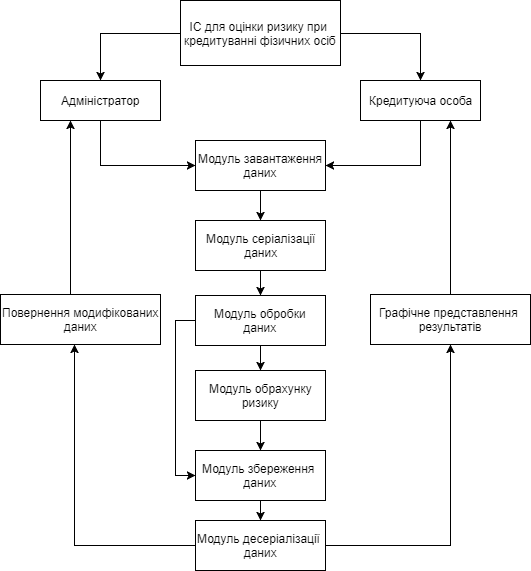 ІС для оцінки ризику при
кредитуванні фізичних осіб
Адміністратор
Кредитуюча особа
Модуль завантаження
даних
Модуль серіалізації
даних
Повернення модифікованих
даних
Модуль обробки
даних
Графічне представлення
результатів
Модуль обрахунку
ризику
Модуль збереження
даних
Модуль десеріалізації
даних